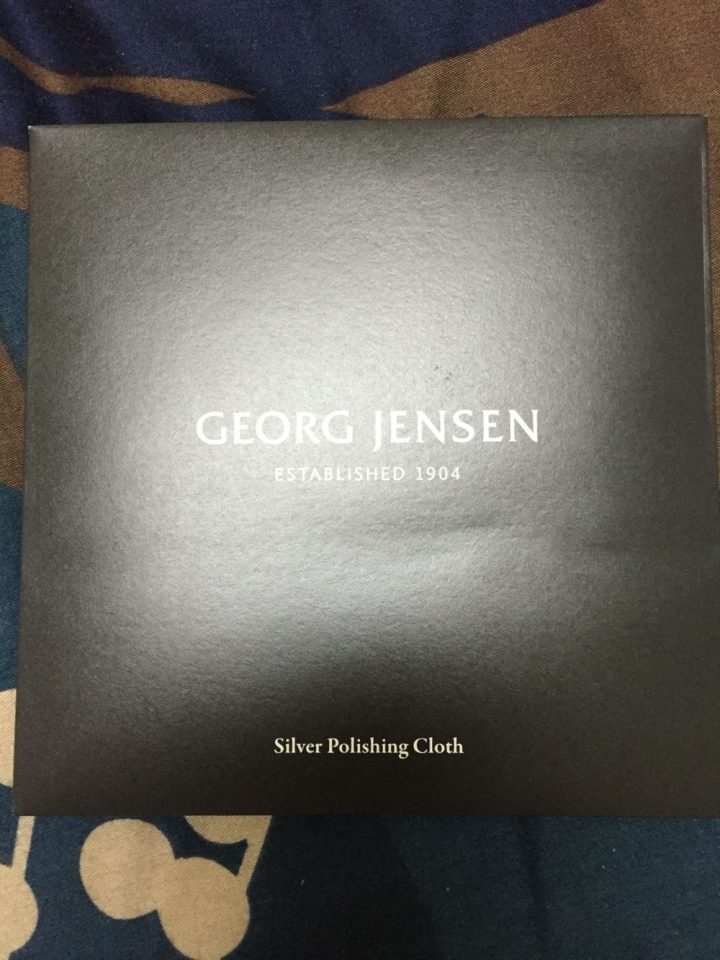 GEORG JENSEN
ESTABLISHED 1904
Silver Polishing Cloth